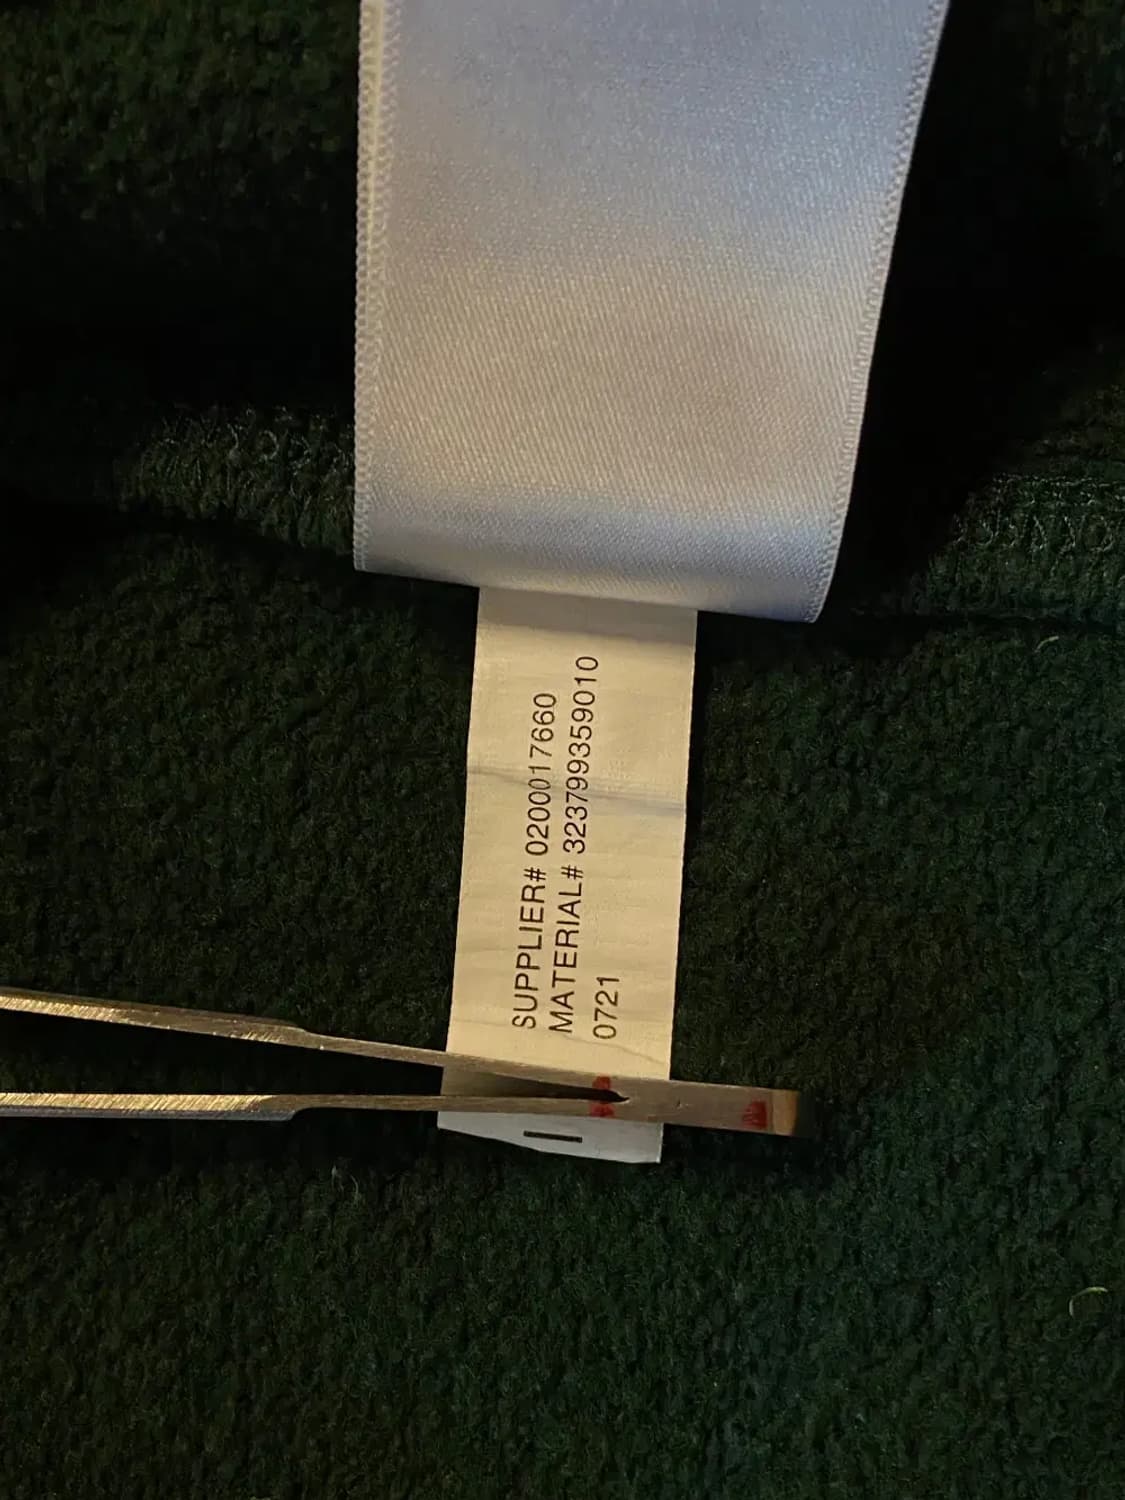 SUPPLIER# 0200017660
MATERIAL# 323799359010
0721